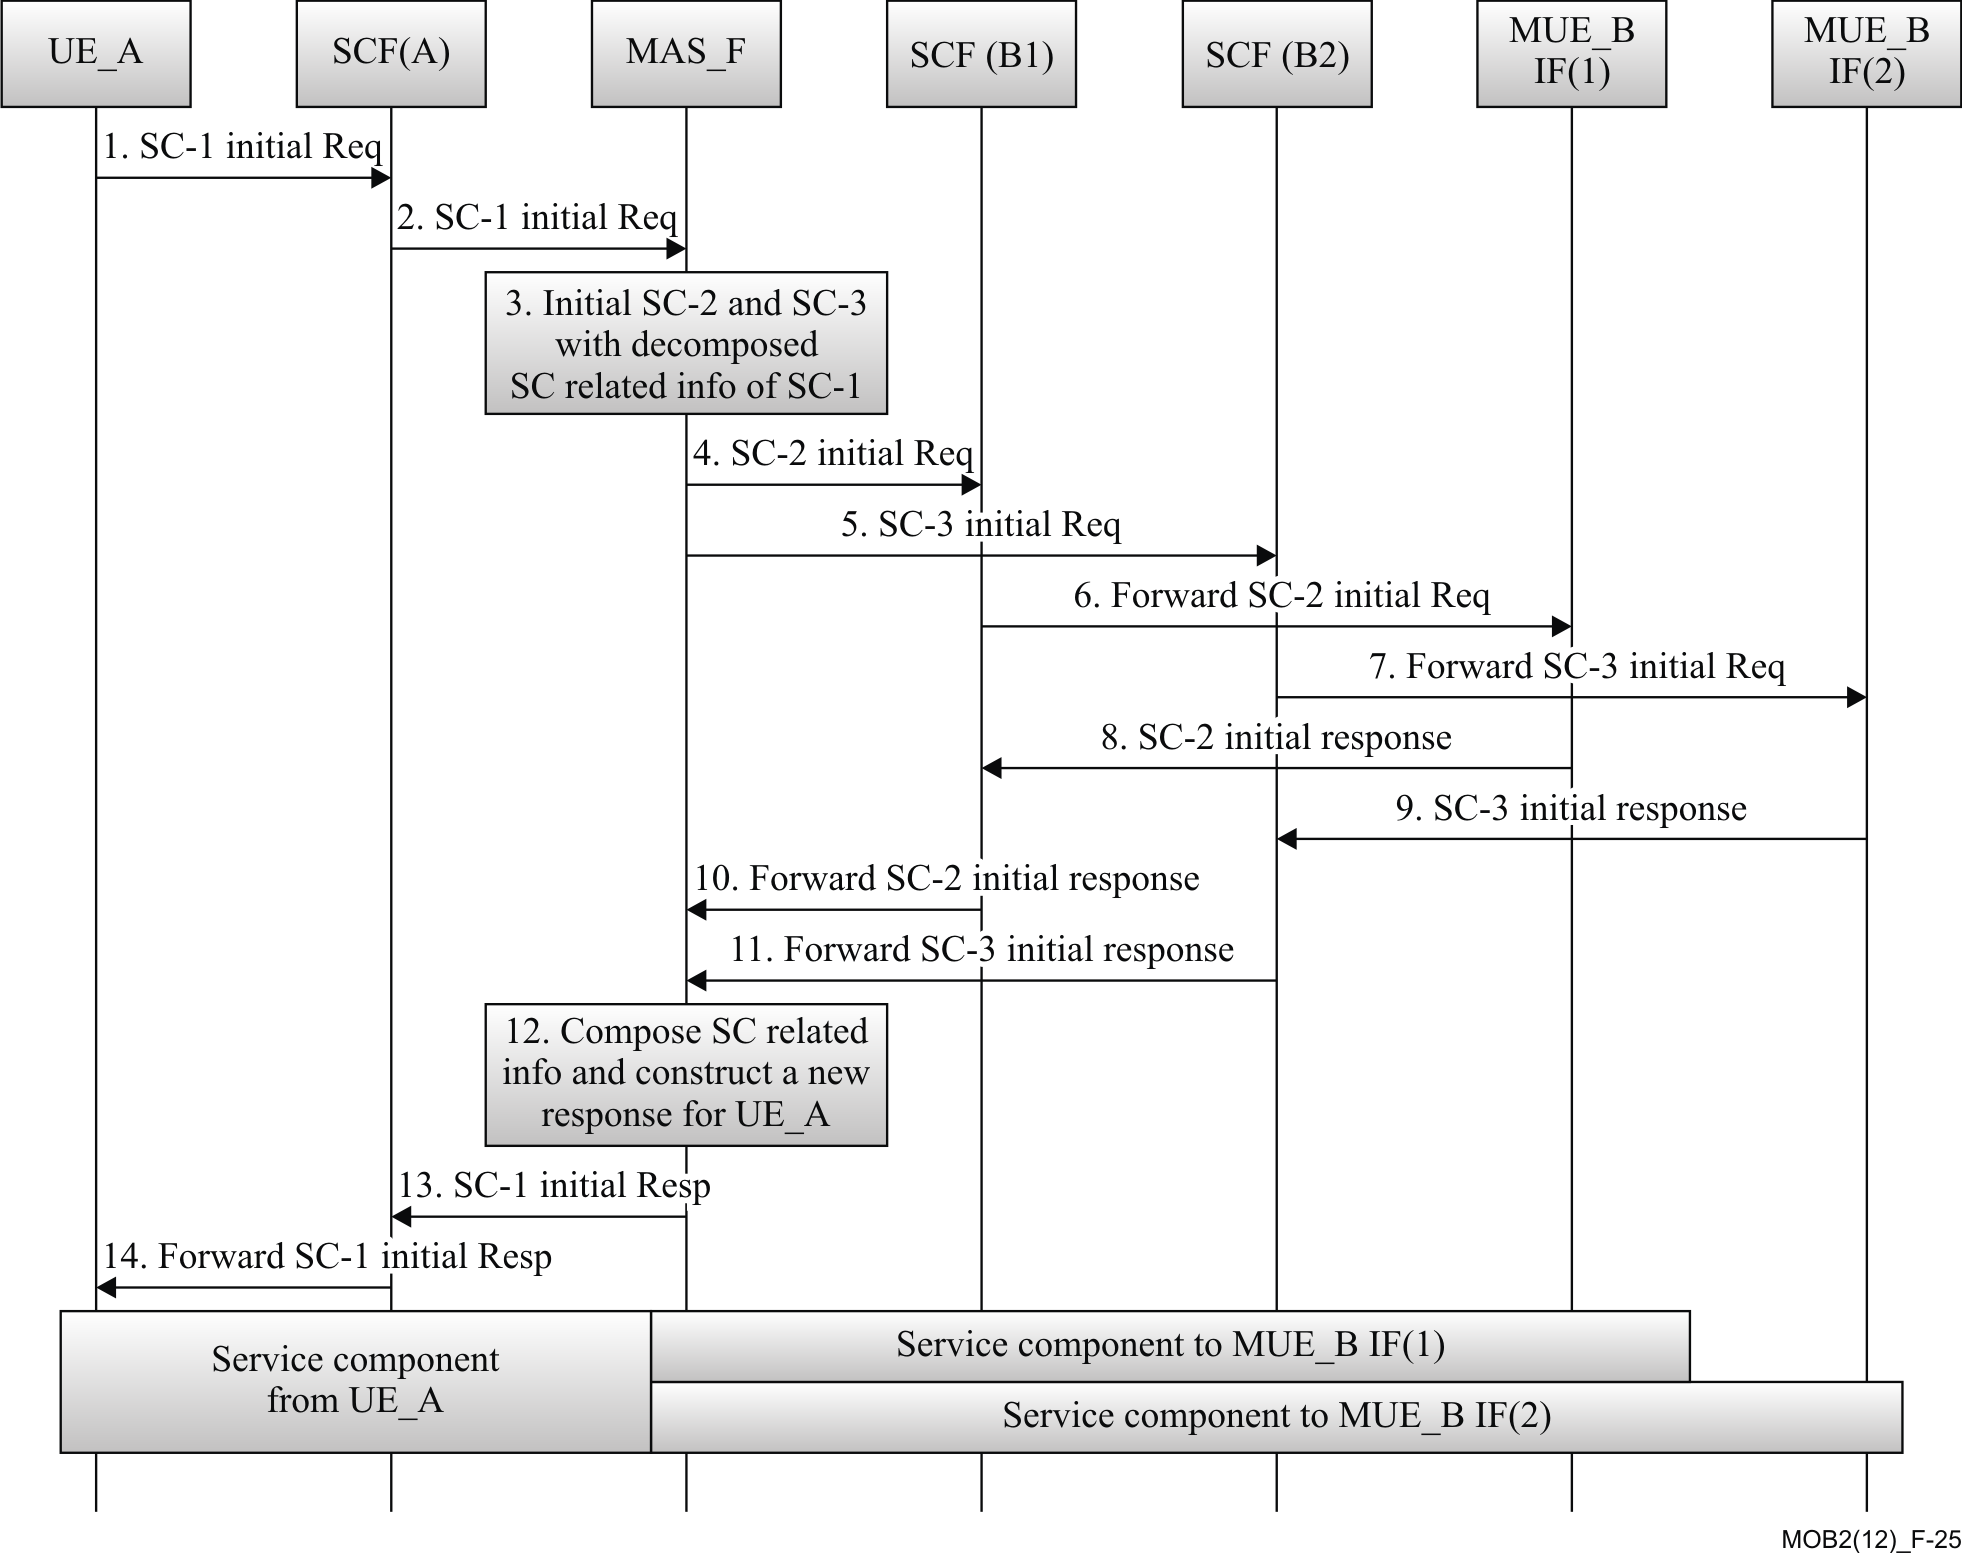 UE_A
SCF(A)
MAS_F
SCF (B1)
SCF (B2)
MUE_B
IF(1)
MUE_B
IF(2)
1. SC-1 initial Req
2. SC-1 initial Req
3. Initial SC-2 and SC-3
with decomposed
SC related info of SC-1
4. SC-2 initial Req
5. SC-3 initial Req
6. Forward SC-2 initial Req
7. Forward SC-3 initial Req
8. SC-2 initial response
9. SC-3 initial response
10. Forward SC-2 initial response
11. Forward SC-3 initial response
12. Compose SC related
info and construct a new
response for UE_A
13. SC-1 initial Resp
14. Forward SC-1 initial Resp
Service component
from UE_A
Service component to MUE_B IF(1)
Service component to MUE_B IF(2)
MOB2(12)_F-25